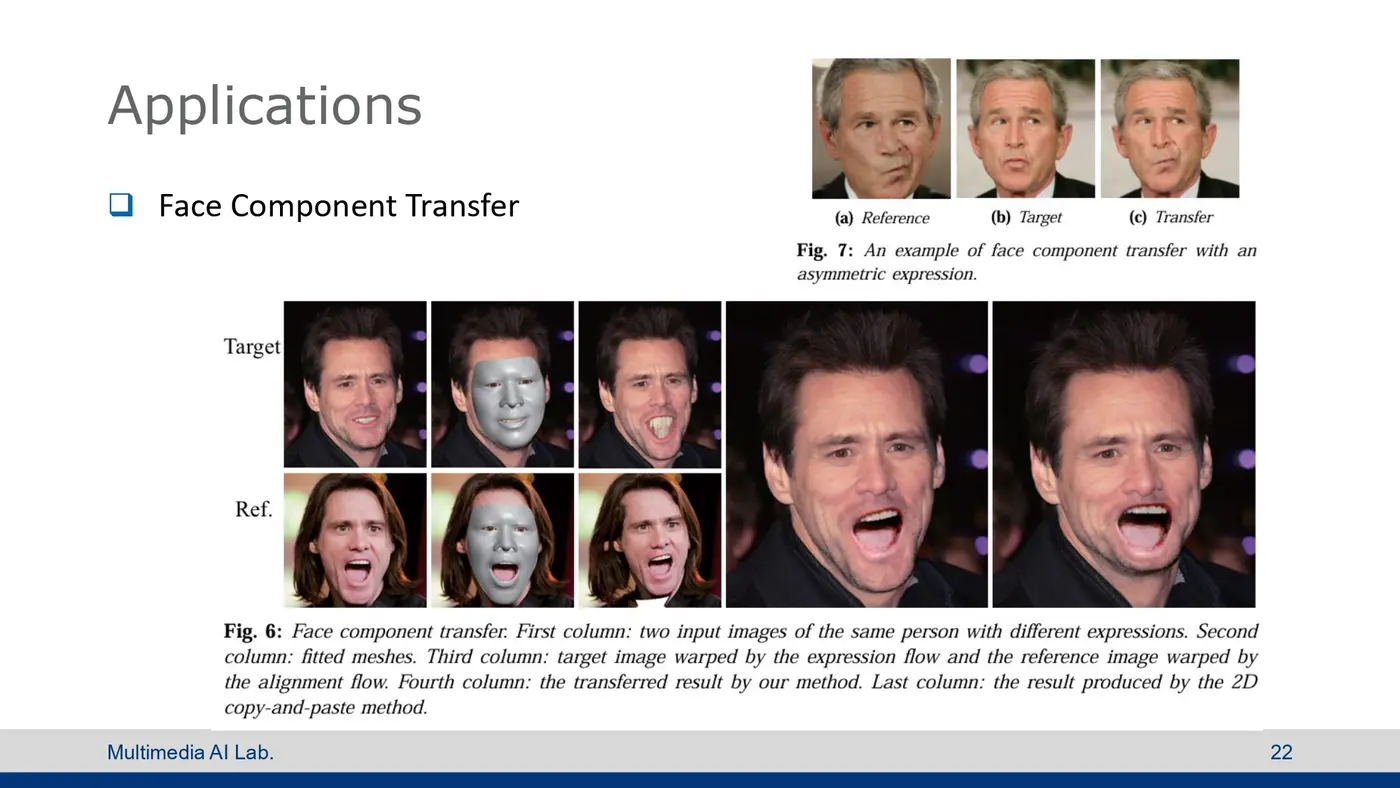 Applications
Face Component Transfer
(a) Reference
(b) Target
(c) Transfer
Fig. 7: An example of face component transfer with an
asymmetric expression.
Target
Ref.
Fig. 6: Face component transfer. First column: two input images of the same person with different expressions. Second
column: fitted meshes. Third column: target image warped by the expression flow and the reference image warped by
the alignment flow. Fourth column: the transferred result by our method. Last column: the result produced by the 2D
copy-and-paste method.
Multimedia AI Lab.
22